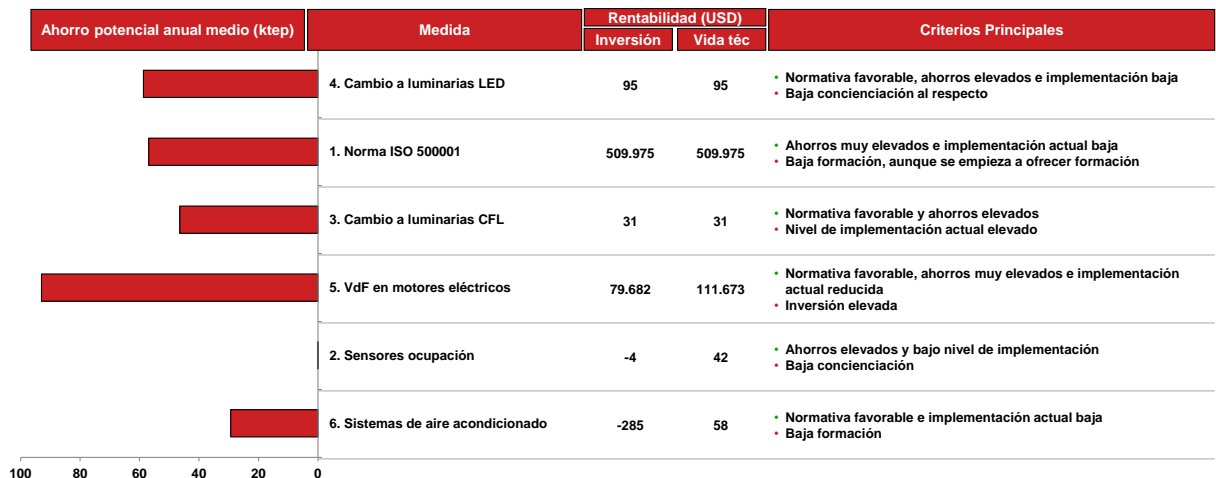 Ahorro potencial anual medio (ktep)
Medida
Rentabilidad (USD)
Inversión
Vida téc
Criterios Principales
4. Cambio a luminarias LED
95
95
• Normativa favorable, ahorros elevados e implementación baja
• Baja concienciación al respecto
1. Norma ISO 500001
509.975
509.975
• Ahorros muy elevados e implementación actual baja
• Baja formación, aunque se empieza a ofrecer formación
3. Cambio a luminarias CFL
31
31
• Normativa favorable y ahorros elevados
• Nivel de implementación actual elevado
5. VdF en motores eléctricos
79.682
111.673
• Normativa favorable, ahorros muy elevados e implementación
actual reducida
• Inversión elevada
2. Sensores ocupación
-4
42
• Ahorros elevados y bajo nivel de implementación
• Baja concienciación
6. Sistemas de aire acondicionado
-285
58
• Normativa favorable e implementación actual baja
• Baja formación
100 80 60 40 20 0